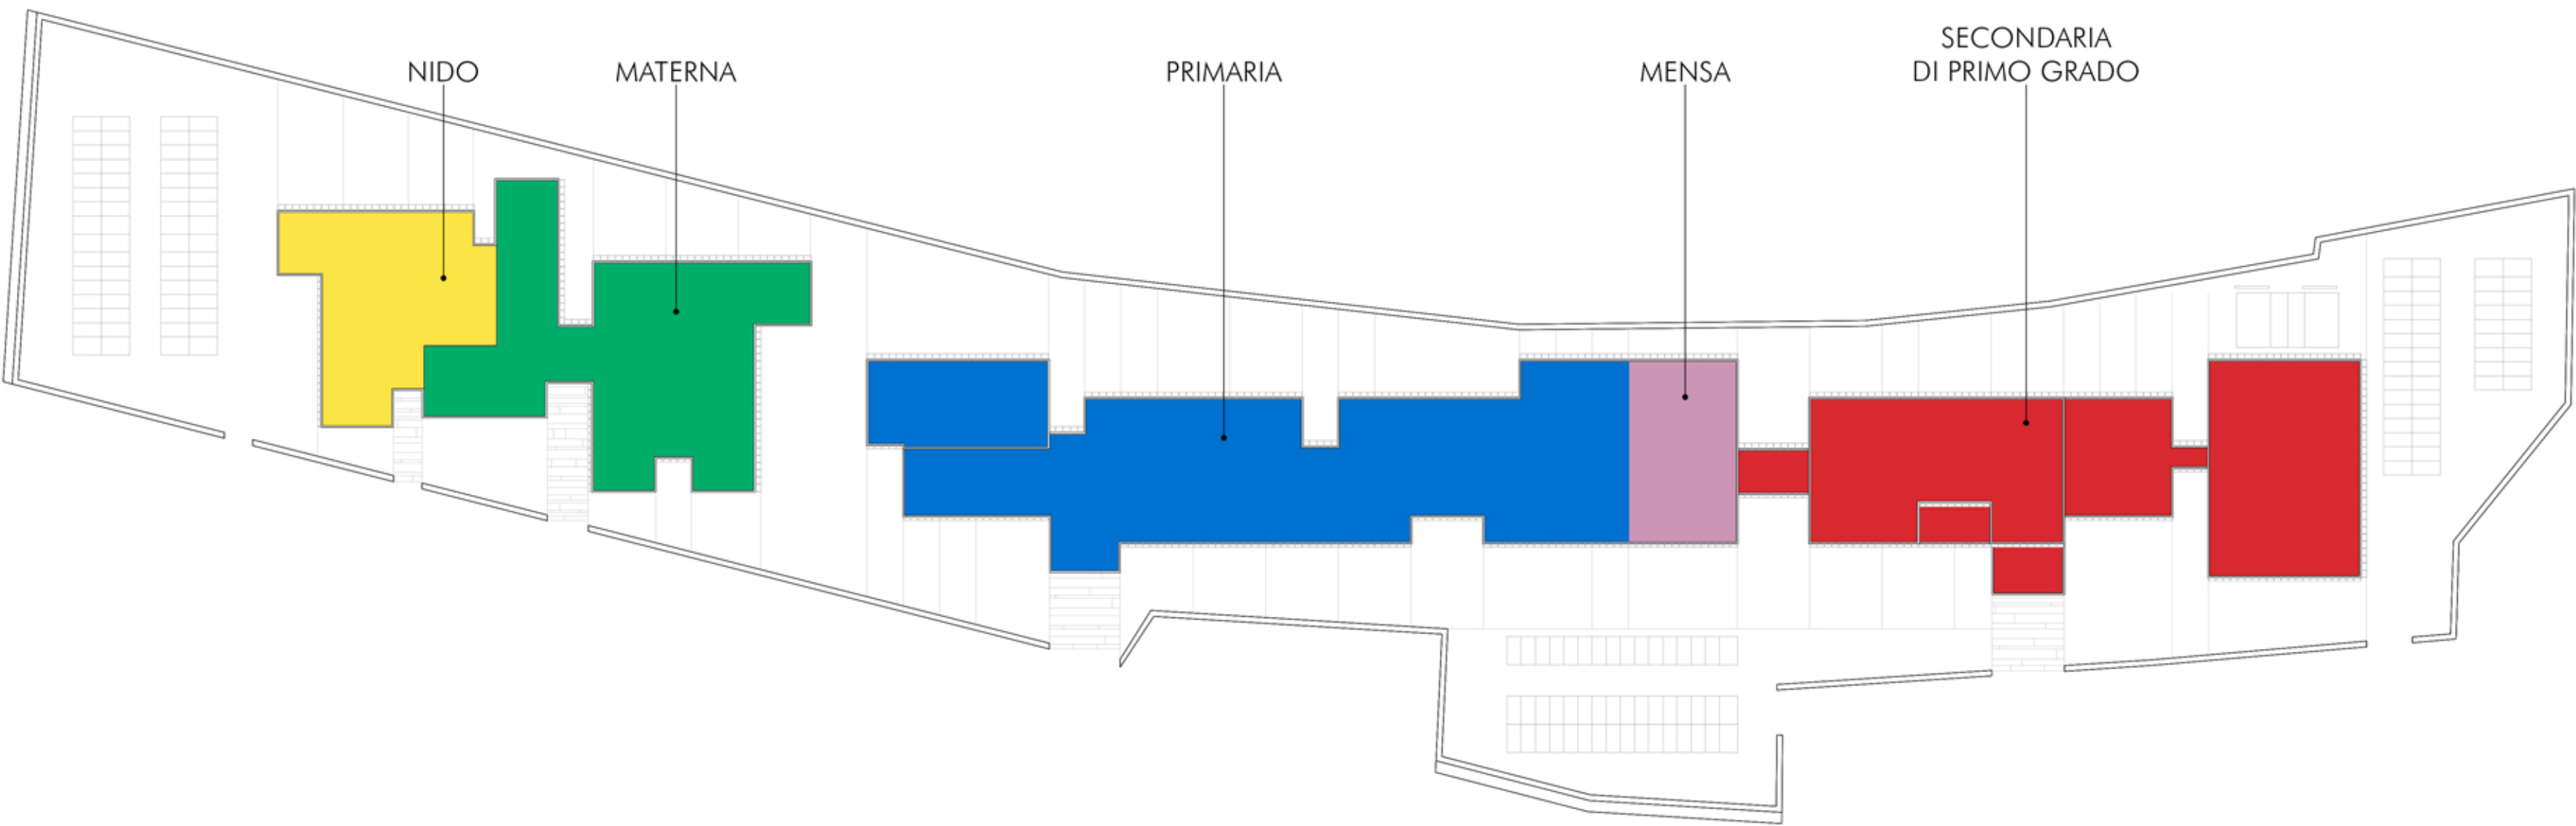 NIDO
MATERNA
PRIMARIA
MENSA
SECONDARIA
DI PRIMO GRADO